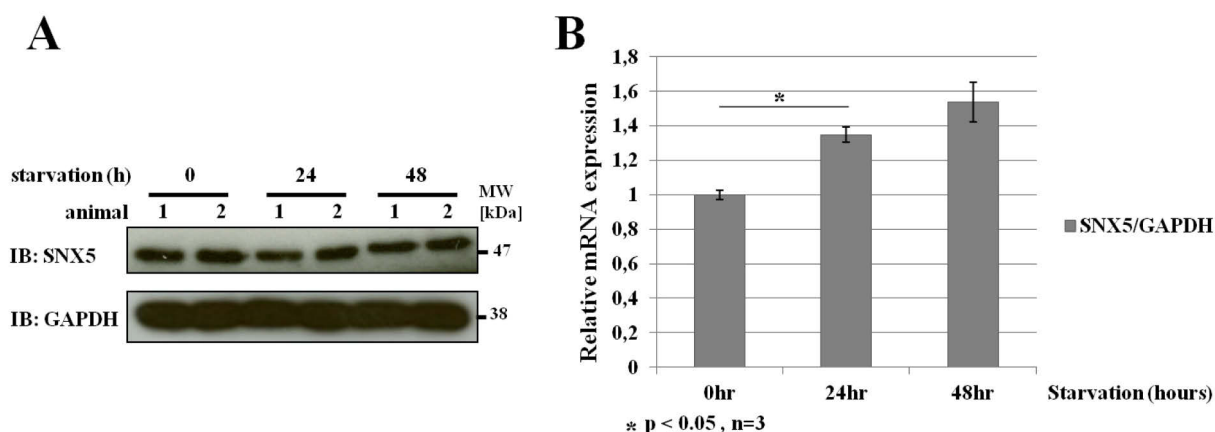 A
starvation (h) 0 24 48
MW
[kDa]
animal 1 2 1 2 1 2
IB: SNX5 47
IB: GAPDH 38
B
Relative mRNA expression
1,8
1,6
1,4
1,2
1
0,8
0,6
0,4
0,2
0
*
SNX5/GAPDH
0hr 24hr 48hr Starvation (hours)
* p < 0.05 , n=3